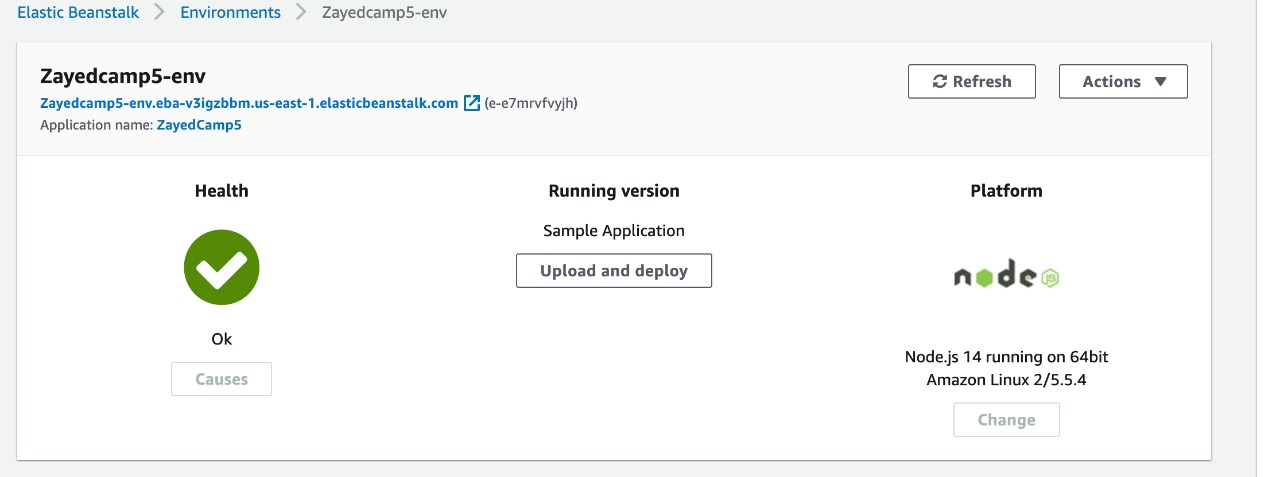 Elastic Beanstalk > Environments > Zayedcamp5-env
Zayedcamp5-env
Refresh
Actions ▼
Zayedcamp5-env.eba-v3igzbbm.us-east-1.elasticbeanstalk.com (e-e7mrvfvyjh)
Application name: ZayedCamp5
Health
Running version
Platform
Sample Application
Upload and deploy
node JS
Ok
Causes
Node.js 14 running on 64bit
Amazon Linux 2/5.5.4
Change